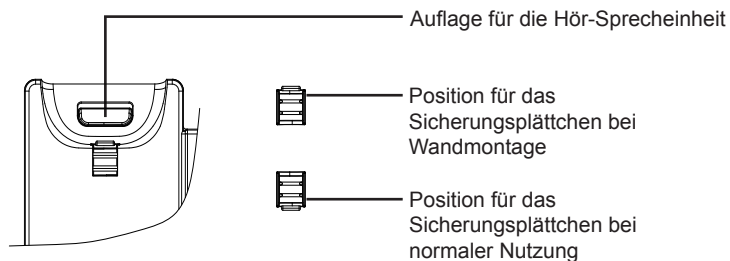 Auflage für die Hör-Sprecheinheit
Position für das
Sicherungsplättchen bei
Wandmontage
Position für das
Sicherungsplättchen bei
normaler Nutzung